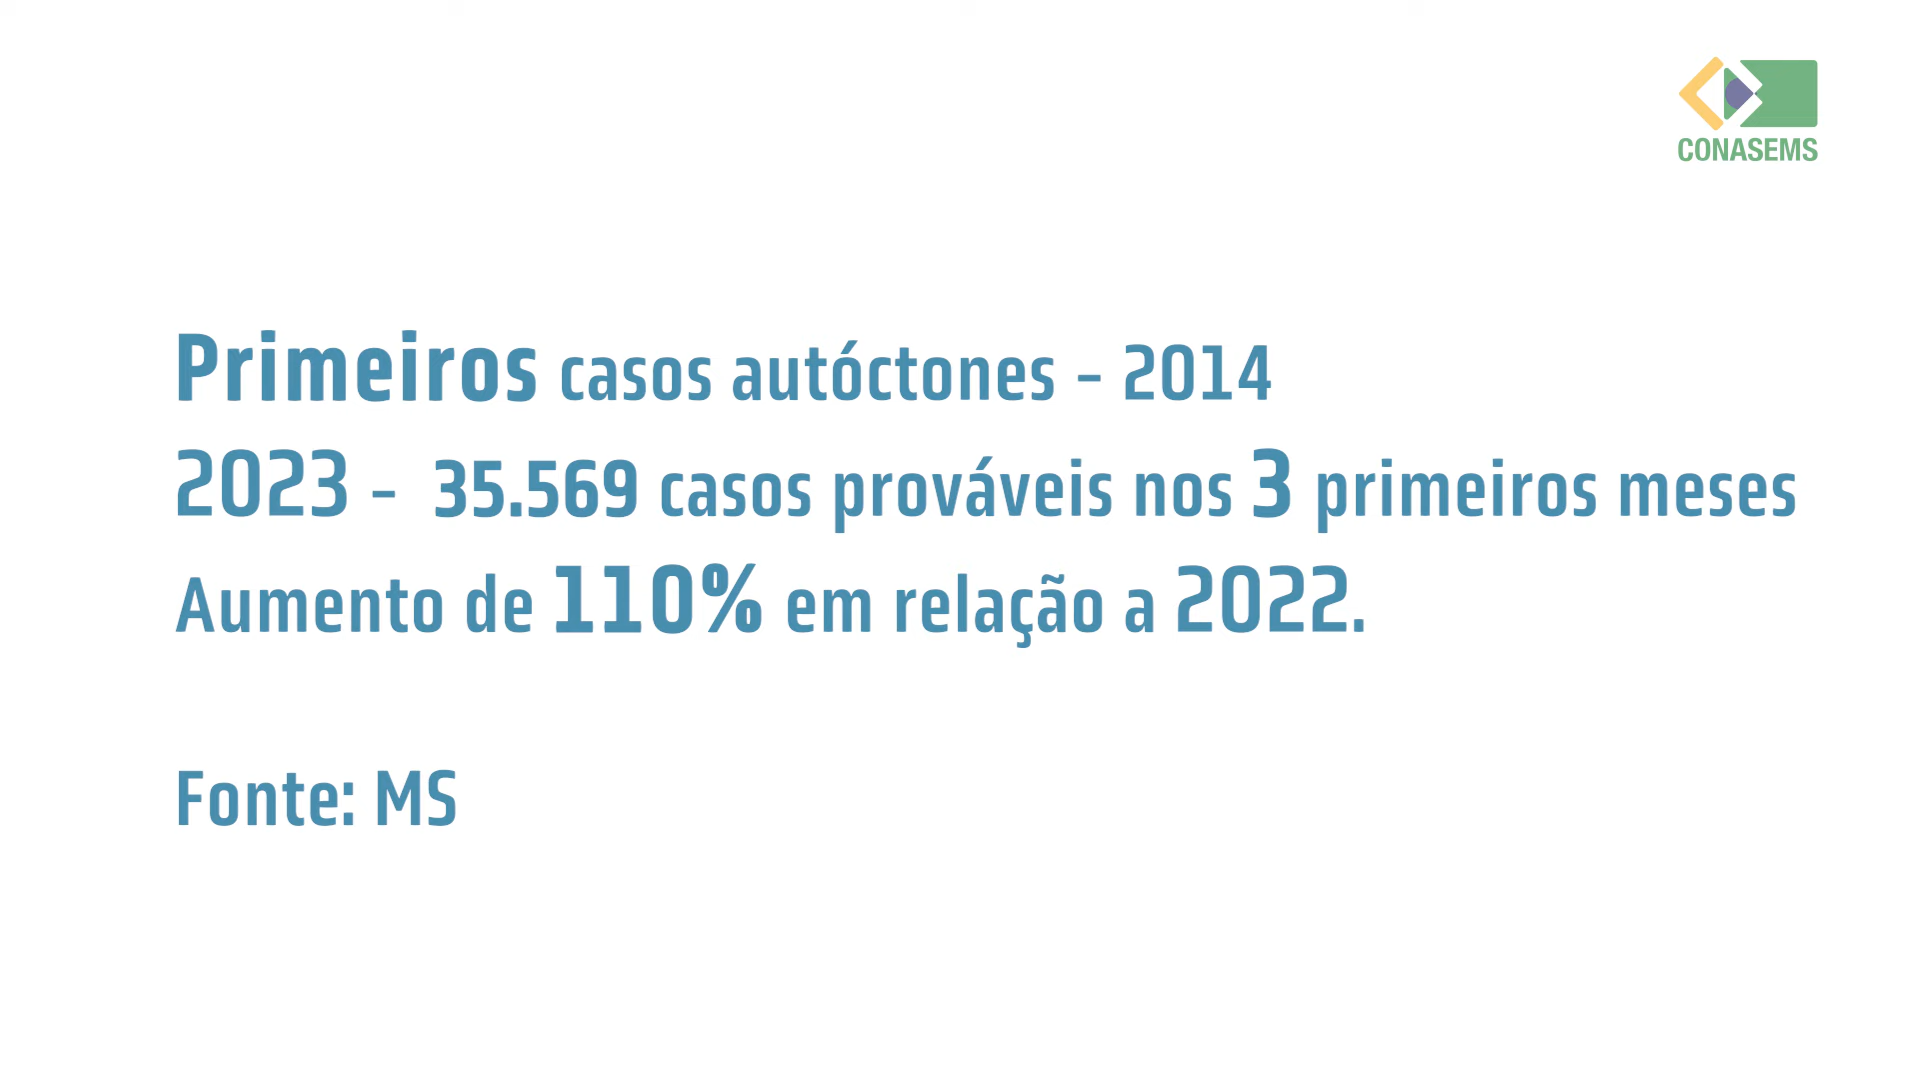 CONASEMS
Primeiros casos autóctones - 2014
2023 - 35.569 casos prováveis nos 3 primeiros meses
Aumento de 110% em relação a 2022.
Fonte: MS